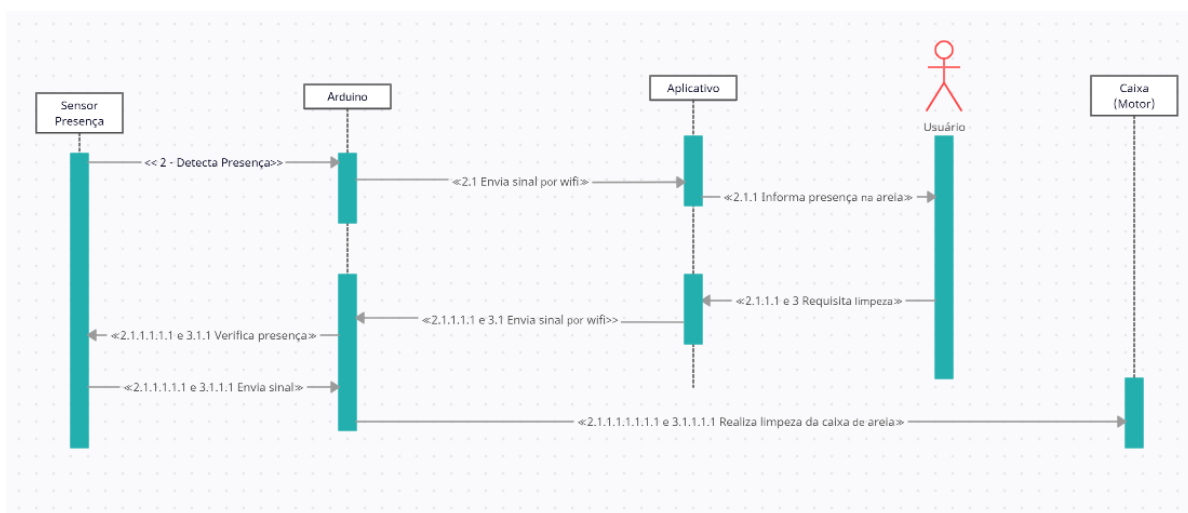 Sensor
Presença
Arduino
Aplicativo
Usuário
Caixa
(Motor)
<< 2 - Detecta Presença>>
≪2.1 Envia sinal por wifi≫
≪2.1.1 Informa presença na areia≫
≪2.1.1.1 e 3 Requisita limpeza≫
≪2.1.1.1.1 e 3.1 Envia sinal por wifi>>
≪2.1.1.1.1.1 e 3.1.1 Verifica presença≫
≪2.1.1.1.1.1 e 3.1.1.1 Envia sinal≫
≪2.1.1.1.1.1.1.1 e 3.1.1.1.1 Realiza limpeza da caixa de areia≫